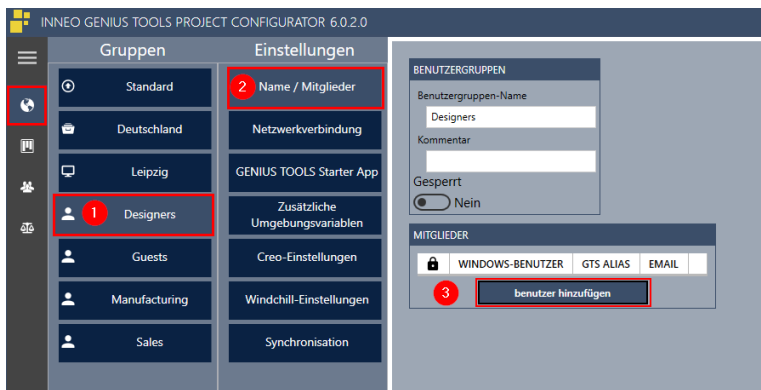 INNEO GENIUS TOOLS PROJECT CONFIGURATOR 6.0.2.0
Gruppen
Standard
Deutschland
Leipzig
1 Designers
Guests
Manufacturing
Sales
Einstellungen
2 Name / Mitglieder
Netzwerkverbindung
GENIUS TOOLS Starter App
Zusätzliche
Umgebungsvariablen
Creo-Einstellungen
Windchill-Einstellungen
Synchronisation
BENUTZERGRUPPEN
Benutzergruppen-Name
Designers
Kommentar
Gesperrt
Nein
MITGLIEDER
WINDOWS-BENUTZER GTS ALIAS EMAIL
3 benutzer hinzufügen